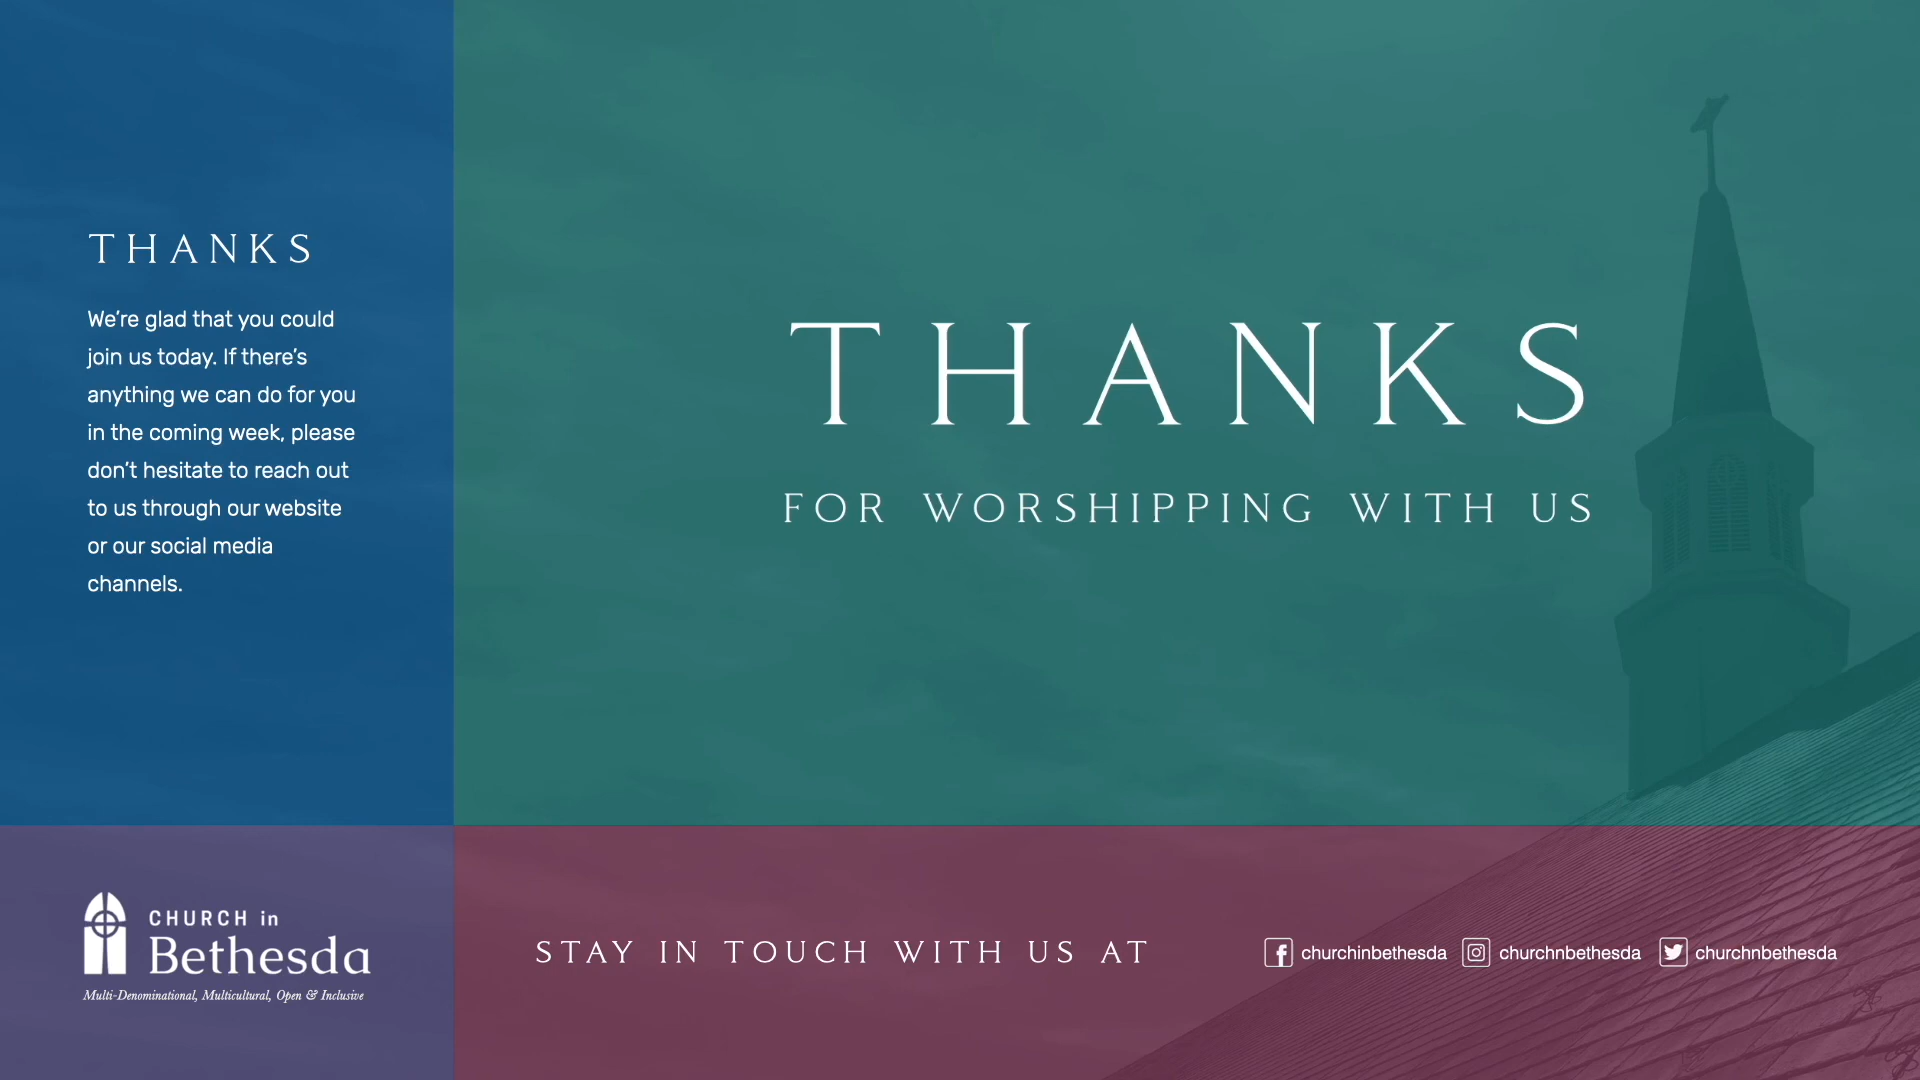 THANKS
We're glad that you could
join us today. If there's
anything we can do for you
in the coming week, please
don't hesitate to reach out
to us through our website
or our social media
channels.
THANKS
FOR WORSHIPPING WITH US
CHURCH in
Bethesda
Multi-Denominational, Multicultural, Open & Inclusive
STAY IN TOUCH WITH US AT
churchinbethesda churchnbethesda churchnbethesda